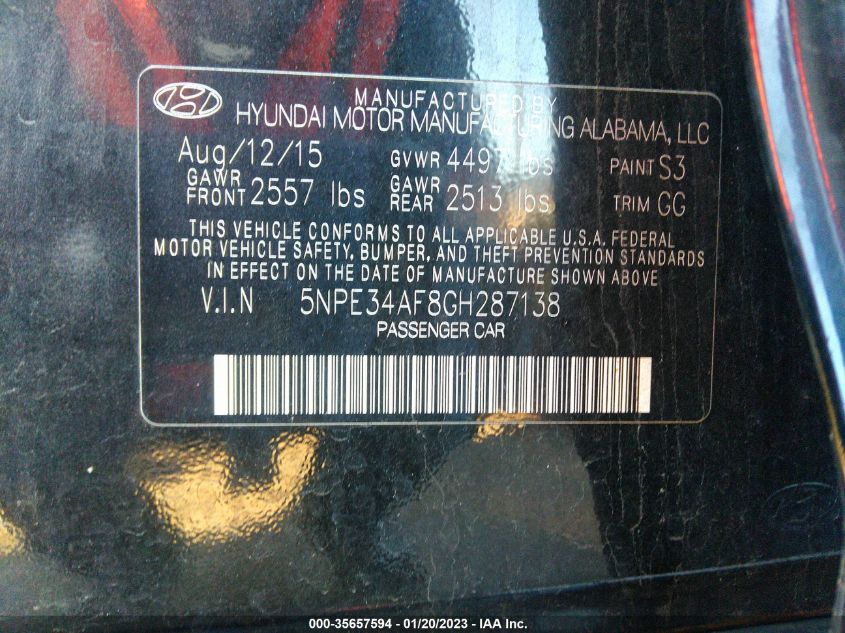 MANUFACTURED BY
HYUNDAI MOTOR MANUFACTURING ALABAMA, LLC
Aug/12/15 GVWR 4497 lbs PAINT S3
GAWR FRONT 2557 lbs GAWR REAR 2513 lbs TRIM GG
THIS VEHICLE CONFORMS TO ALL APPLICABLE U.S.A. FEDERAL
MOTOR VEHICLE SAFETY, BUMPER, AND THEFT PREVENTION STANDARDS
IN EFFECT ON THE DATE OF MANUFACTURE SHOWN ABOVE
V.I.N 5NPE34AF8GH287138
PASSENGER CAR
000-35657594 - 01/20/2023 - IAA Inc.